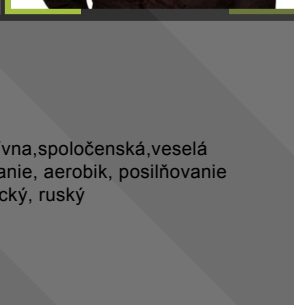 vna,spoločenská,veselá
anie, aerobik, posilňovanie
cký, ruský